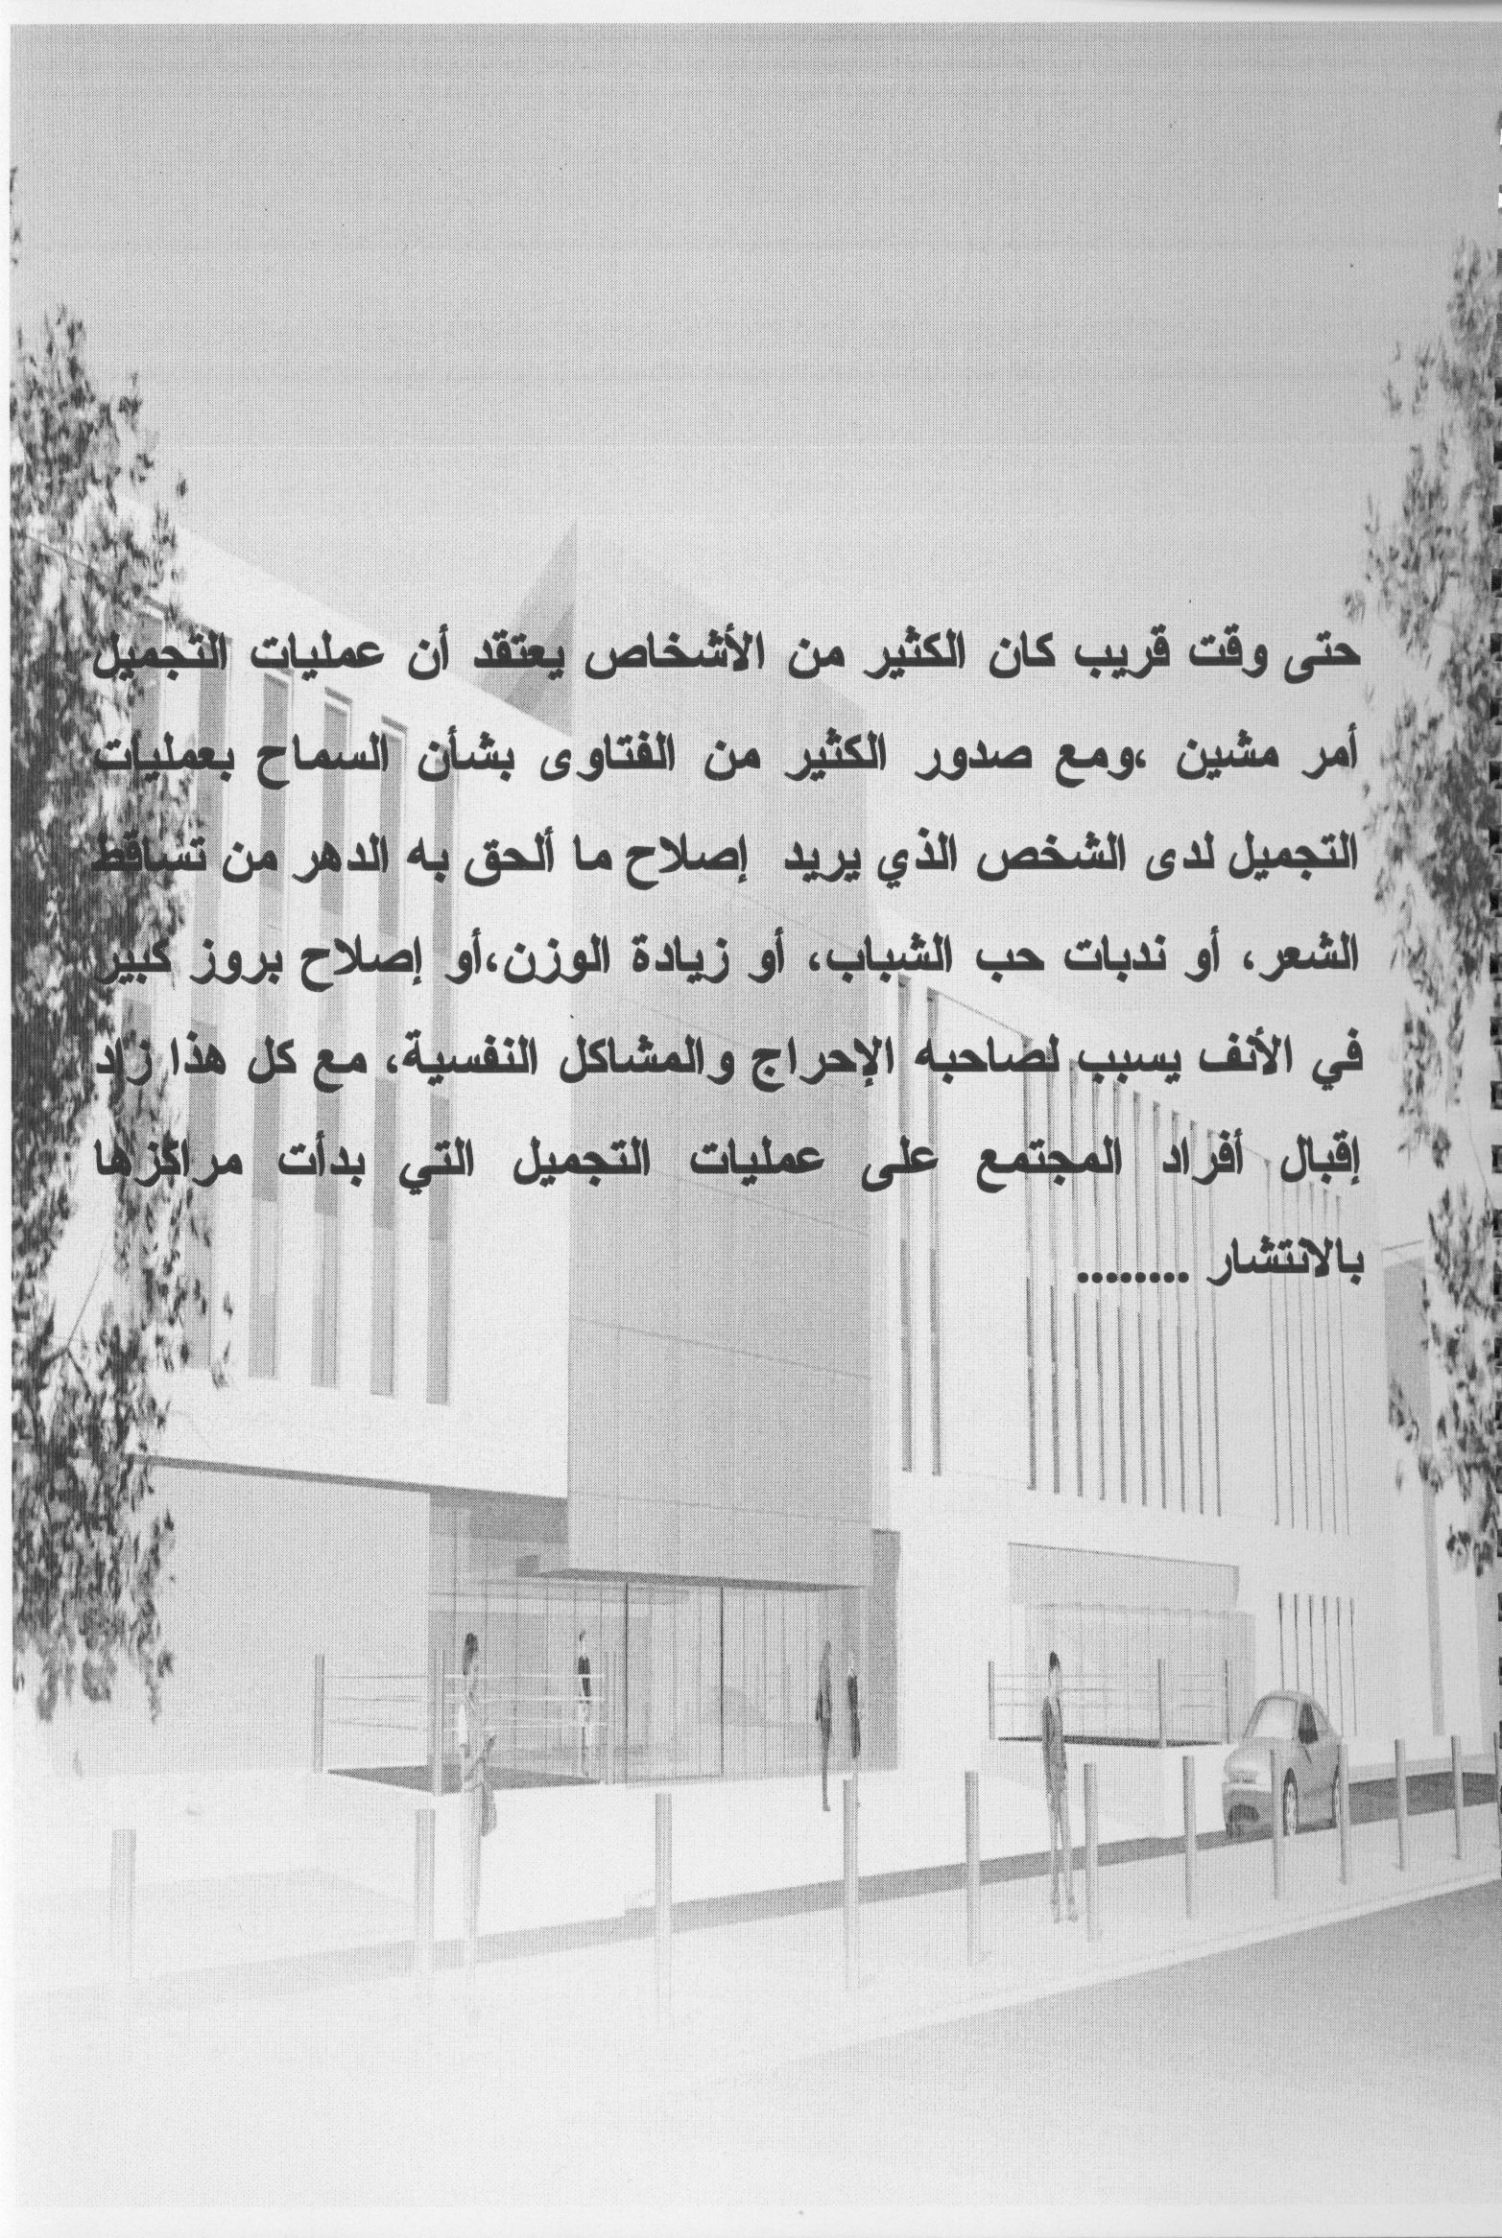 حتى وقت قريب كان الكثير من الأشخاص يعتقد أن عمليات التجميل
أمر مشين ،ومع صدور الكثير من الفتاوى بشأن السماح بعمليات
التجميل لدى الشخص الذي يريد إصلاح ما ألحق به الدهر من تساقط
الشعر، أو ندبات حب الشباب، أو زيادة الوزن،أو إصلاح بروز كبير
في الأنف يسبب لصاحبه الإحراج والمشاكل النفسية، مع كل هذا زاد
إقبال أفراد المجتمع على عمليات التجميل التي بدأت مراكزها
بالانتشار ........